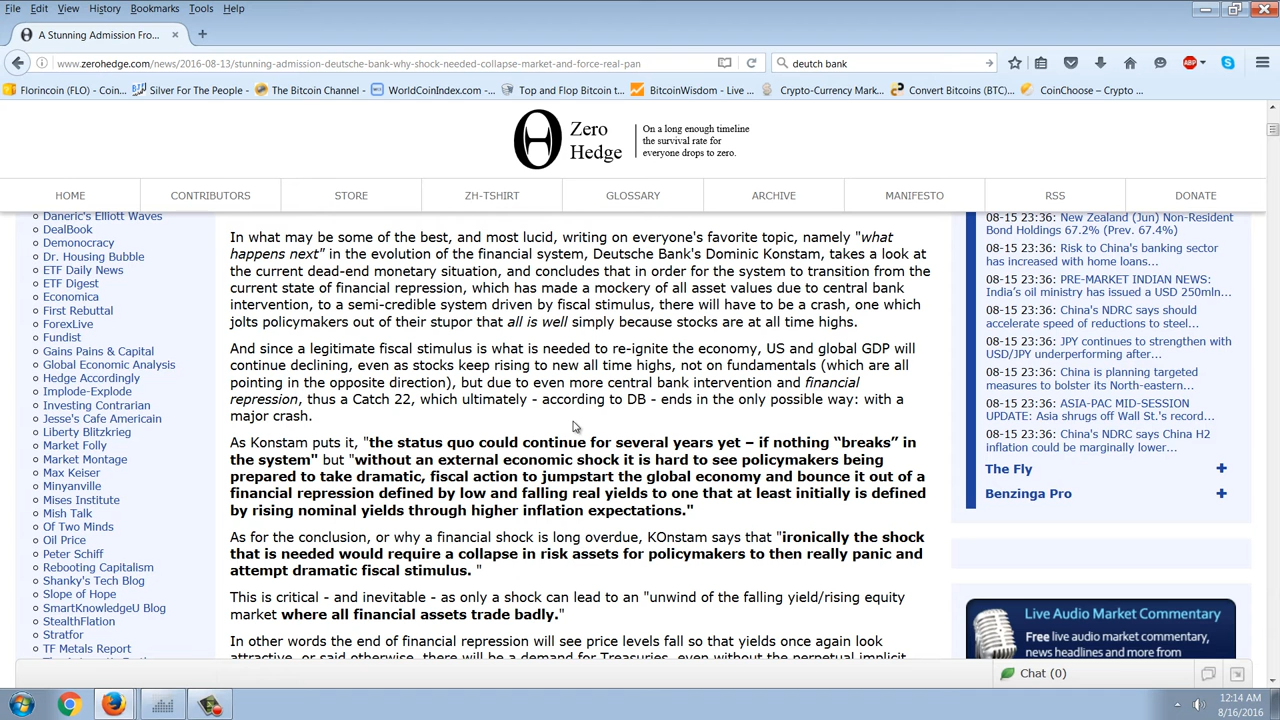 File Edit View History Bookmarks Tools Help
A Stunning Admission Fro...
www.zerohedge.com/news/2016-08-13/stunning-admission-deutsche-bank-why-shock-needed-collapse-market-and-force-real-pan
deutch bank
Florincoin (FLO) - Coin...
Silver For The People -
The Bitcoin Channel -
WorldCoinIndex.com -...
Top and Flop Bitcoin t...
BitcoinWisdom - Live ...
Crypto-Currency Mark...
Convert Bitcoins (BTC)...
CoinChoose – Crypto ...
Zero
Hedge
On a long enough timeline
the survival rate for
everyone drops to zero.
HOME CONTRIBUTORS STORE ZH-TSHIRT GLOSSARY ARCHIVE MANIFESTO RSS DONATE
Daneric's Elliott Waves
DealBook
Demonocracy
Dr. Housing Bubble
ETF Daily News
ETF Digest
Economica
First Rebuttal
ForexLive
Fundist
Gains Pains & Capital
Global Economic Analysis
Hedge Accordingly
Implode-Explode
Investing Contrarian
Jesse's Cafe Americain
Liberty Blitzkrieg
Market Folly
Market Montage
Max Keiser
Minyanville
Mises Institute
Mish Talk
Of Two Minds
Oil Price
Peter Schiff
Rebooting Capitalism
Shanky's Tech Blog
Slope of Hope
SmartKnowledgeU Blog
StealthFlation
Stratfor
TF Metals Report
In what may be some of the best, and most lucid, writing on everyone's favorite topic, namely "what
happens next" in the evolution of the financial system, Deutsche Bank's Dominic Konstam, takes a look at
the current dead-end monetary situation, and concludes that in order for the system to transition from the
current state of financial repression, which has made a mockery of all asset values due to central bank
intervention, to a semi-credible system driven by fiscal stimulus, there will have to be a crash, one which
jolts policymakers out of their stupor that all is well simply because stocks are at all time highs.
And since a legitimate fiscal stimulus is what is needed to re-ignite the economy, US and global GDP will
continue declining, even as stocks keep rising to new all time highs, not on fundamentals (which are all
pointing in the opposite direction), but due to even more central bank intervention and financial
repression, thus a Catch 22, which ultimately - according to DB - ends in the only possible way: with a
major crash.
As Konstam puts it, "the status quo could continue for several years yet – if nothing “breaks” in
the system" but "without an external economic shock it is hard to see policymakers being
prepared to take dramatic, fiscal action to jumpstart the global economy and bounce it out of a
financial repression defined by low and falling real yields to one that at least initially is defined
by rising nominal yields through higher inflation expectations."
As for the conclusion, or why a financial shock is long overdue, KOnstam says that "ironically the shock
that is needed would require a collapse in risk assets for policymakers to then really panic and
attempt dramatic fiscal stimulus. "
This is critical - and inevitable - as only a shock can lead to an "unwind of the falling yield/rising equity
market where all financial assets trade badly."
In other words the end of financial repression will see price levels fall so that yields once again look
attractive, or said otherwise, there will be a demand for Treasuries, even without the perpetual implicit
08-15 23:36: New Zealand (Jun) Non-Resident
Bond Holdings 67.2% (Prev. 67.4%)
08-15 23:36: Risk to China's banking sector
has increased with home loans...
08-15 23:36: PRE-MARKET INDIAN NEWS:
India’s oil ministry has issued a USD 250mln...
08-15 23:36: China's NDRC says should
accelerate speed of reductions to steel...
08-15 23:36: JPY continues to strengthen with
USD/JPY underperforming after...
08-15 23:36: China is planning targeted
measures to bolster its North-eastern...
08-15 23:36: ASIA-PAC MID-SESSION
UPDATE: Asia shrugs off Wall St.'s record...
08-15 23:36: China's NDRC says China H2
inflation could be marginally lower...
The Fly
Benzinga Pro
Live Audio Market Commentary
Free live audio market commentary,
news headlines and more from
Chat (0)
12:14 AM
8/16/2016